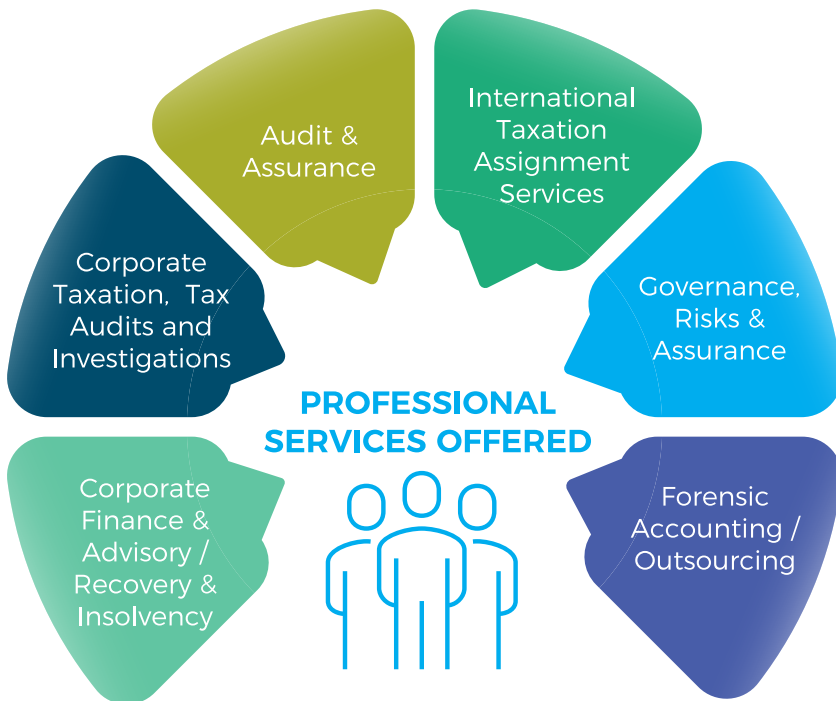 International
Taxation
Assignment
Services
Audit &
Assurance
Corporate
Taxation, Tax
Audits and
Investigations
Governance,
Risks &
Assurance
PROFESSIONAL
SERVICES OFFERED
Corporate
Finance &
Advisory /
Recovery &
Insolvency
Forensic
Accounting /
Outsourcing